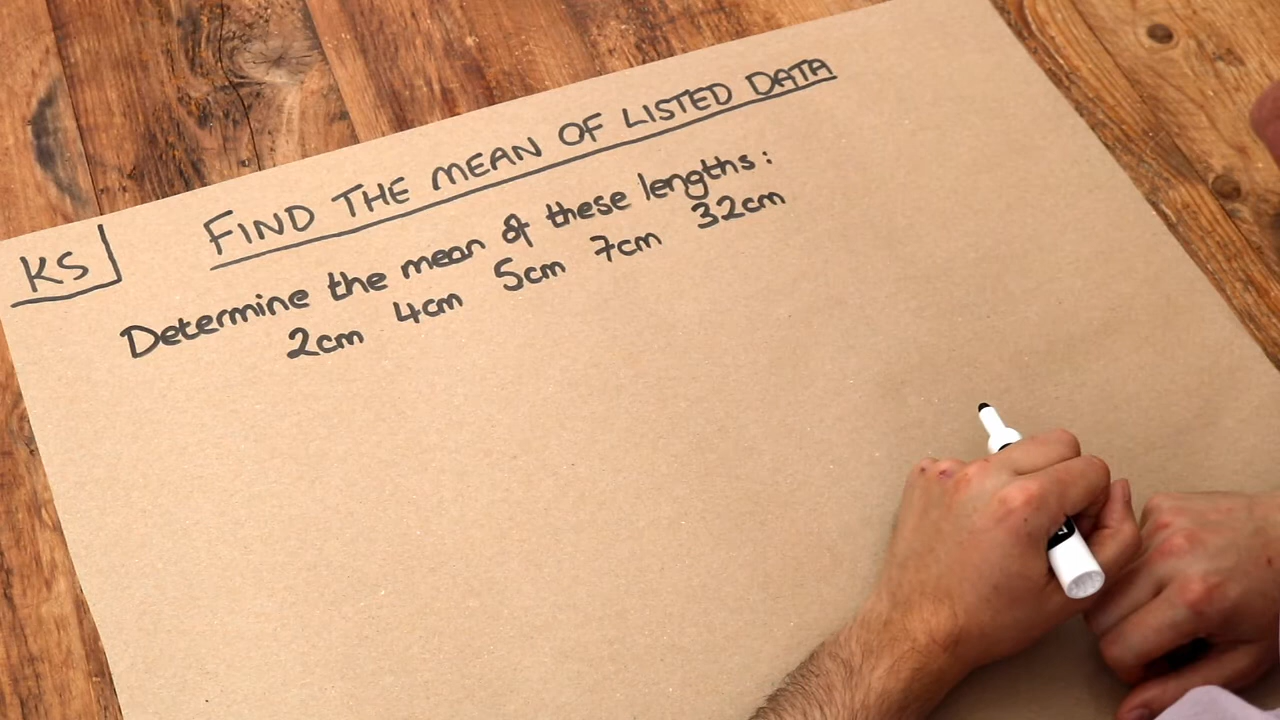 FIND THE MEAN OF LISTED DATA
KS
Determine the mean of these lengths:
2cm 4cm 5cm 7cm 32cm